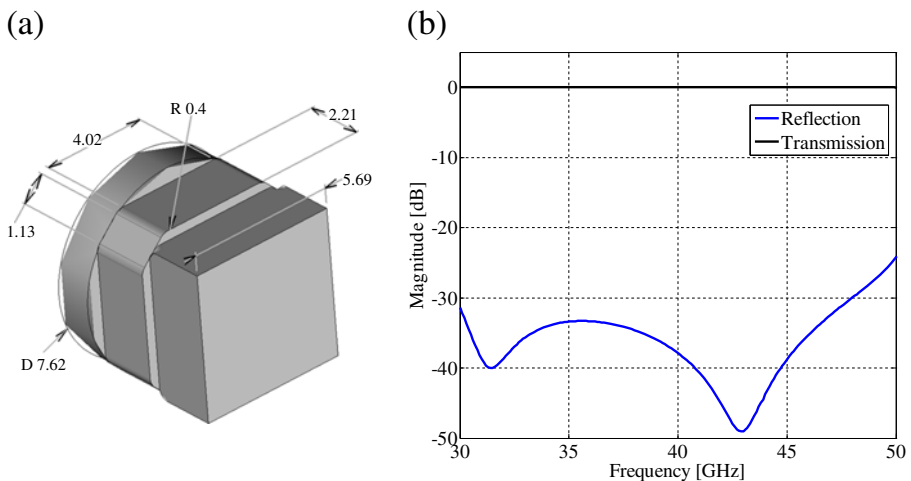 (a)
R 0.4
2.21
4.02
5.69
1.13
D 7.62
(b)
0
-10
-20
-30
-40
-50
Magnitude [dB]
Reflection
Transmission
30
35
40
45
50
Frequency [GHz]